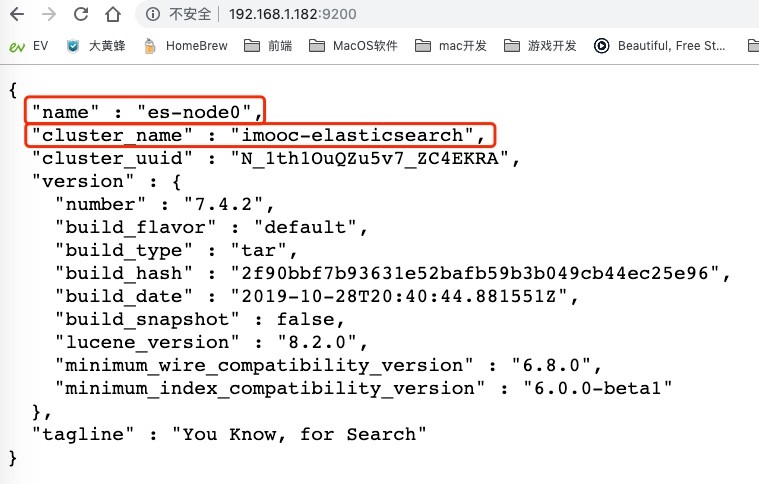 不安全 | 192.168.1.182:9200
EV 大黄蜂 HomeBrew 前端 MacOS软件 mac开发 游戏开发 Beautiful, Free St...
{
"name" : "es-node0",
"cluster_name" : "imooc-elasticsearch",
"cluster_uuid" : "N_1th1OuQZu5v7_ZC4EKRA",
"version" : {
"number" : "7.4.2",
"build_flavor" : "default",
"build_type" : "tar",
"build_hash" : "2f90bbf7b93631e52bafb59b3b049cb44ec25e96",
"build_date" : "2019-10-28T20:40:44.881551Z",
"build_snapshot" : false,
"lucene_version" : "8.2.0",
"minimum_wire_compatibility_version" : "6.8.0",
"minimum_index_compatibility_version" : "6.0.0-beta1"
},
"tagline" : "You Know, for Search"
}